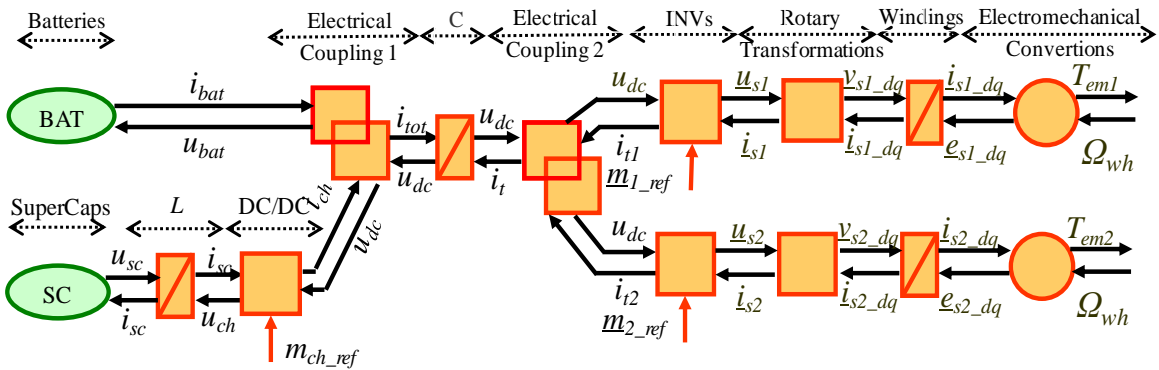 Batteries
Electrical
Coupling 1
C
Electrical
Coupling 2
INVs
Rotary
Transformations
Windings
Electromechanical
Convertions
BAT
i_bat
u_bat
i_tot
u_dc
u_dc
i_t
u_dc
i_t1
m_1_ref
u_s1
i_s1
v_s1_dq
i_s1_dq
i_s1_dq
e_s1_dq
T_em1
Ω_wh
SuperCaps
L
DC/DC
i_ch
u_dc
SC
u_sc
i_sc
i_sc
u_ch
m_ch_ref
u_dc
i_t2
m_2_ref
u_s2
i_s2
v_s2_dq
i_s2_dq
i_s2_dq
e_s2_dq
T_em2
Ω_wh